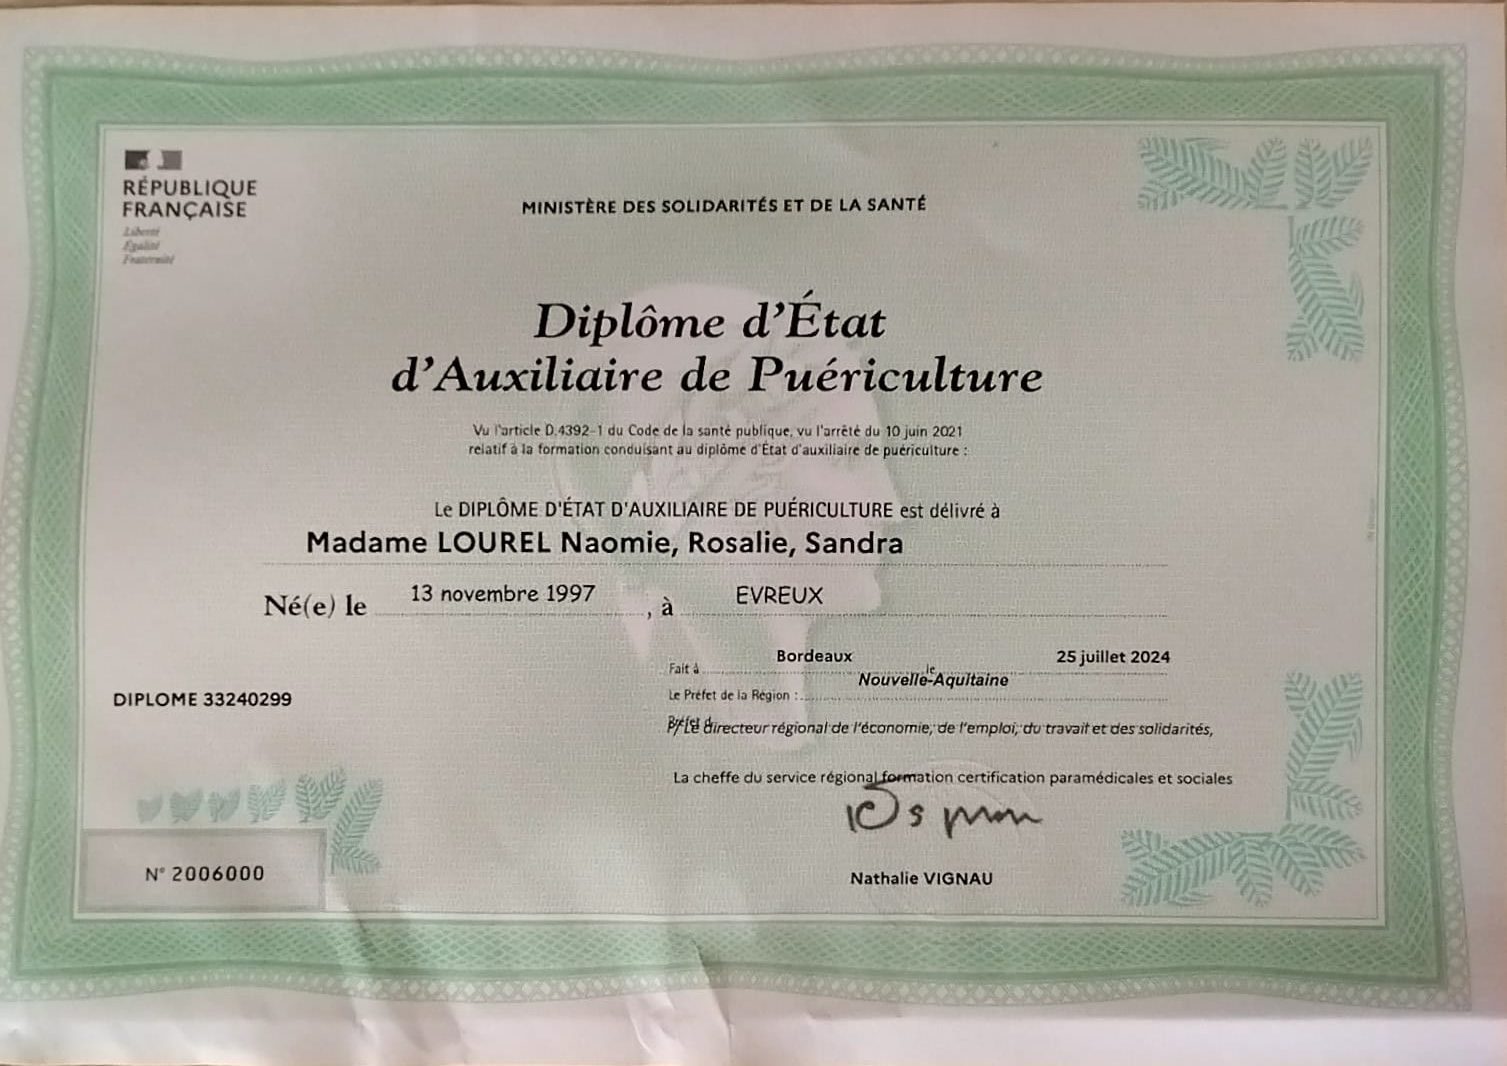 RÉPUBLIQUE
FRANÇAISE
Liberté
Égalité
Fraternité
MINISTÈRE DES SOLIDARITÉS ET DE LA SANTÉ
Diplôme d'État
d'Auxiliaire de Puériculture
Vu l'article D.4392-1 du Code de la santé publique, vu l'arrêté du 10 juin 2021
relatif à la formation conduisant au diplôme d'État d'auxiliaire de puériculture :
Le DIPLÔME D'ÉTAT D'AUXILIAIRE DE PUÉRICULTURE est délivré à
Madame LOUREL Naomie, Rosalie, Sandra
Né(e) le 13 novembre 1997, à EVREUX
Fait à Bordeaux le 25 juillet 2024
Nouvelle-Aquitaine
Le Préfet de la Région :
DIPLOME 33240299
P/Le directeur régional de l'économie, de l'emploi, du travail et des solidarités,
La cheffe du service régional formation certification paramédicales et sociales
N° 2006000
Nathalie VIGNAU